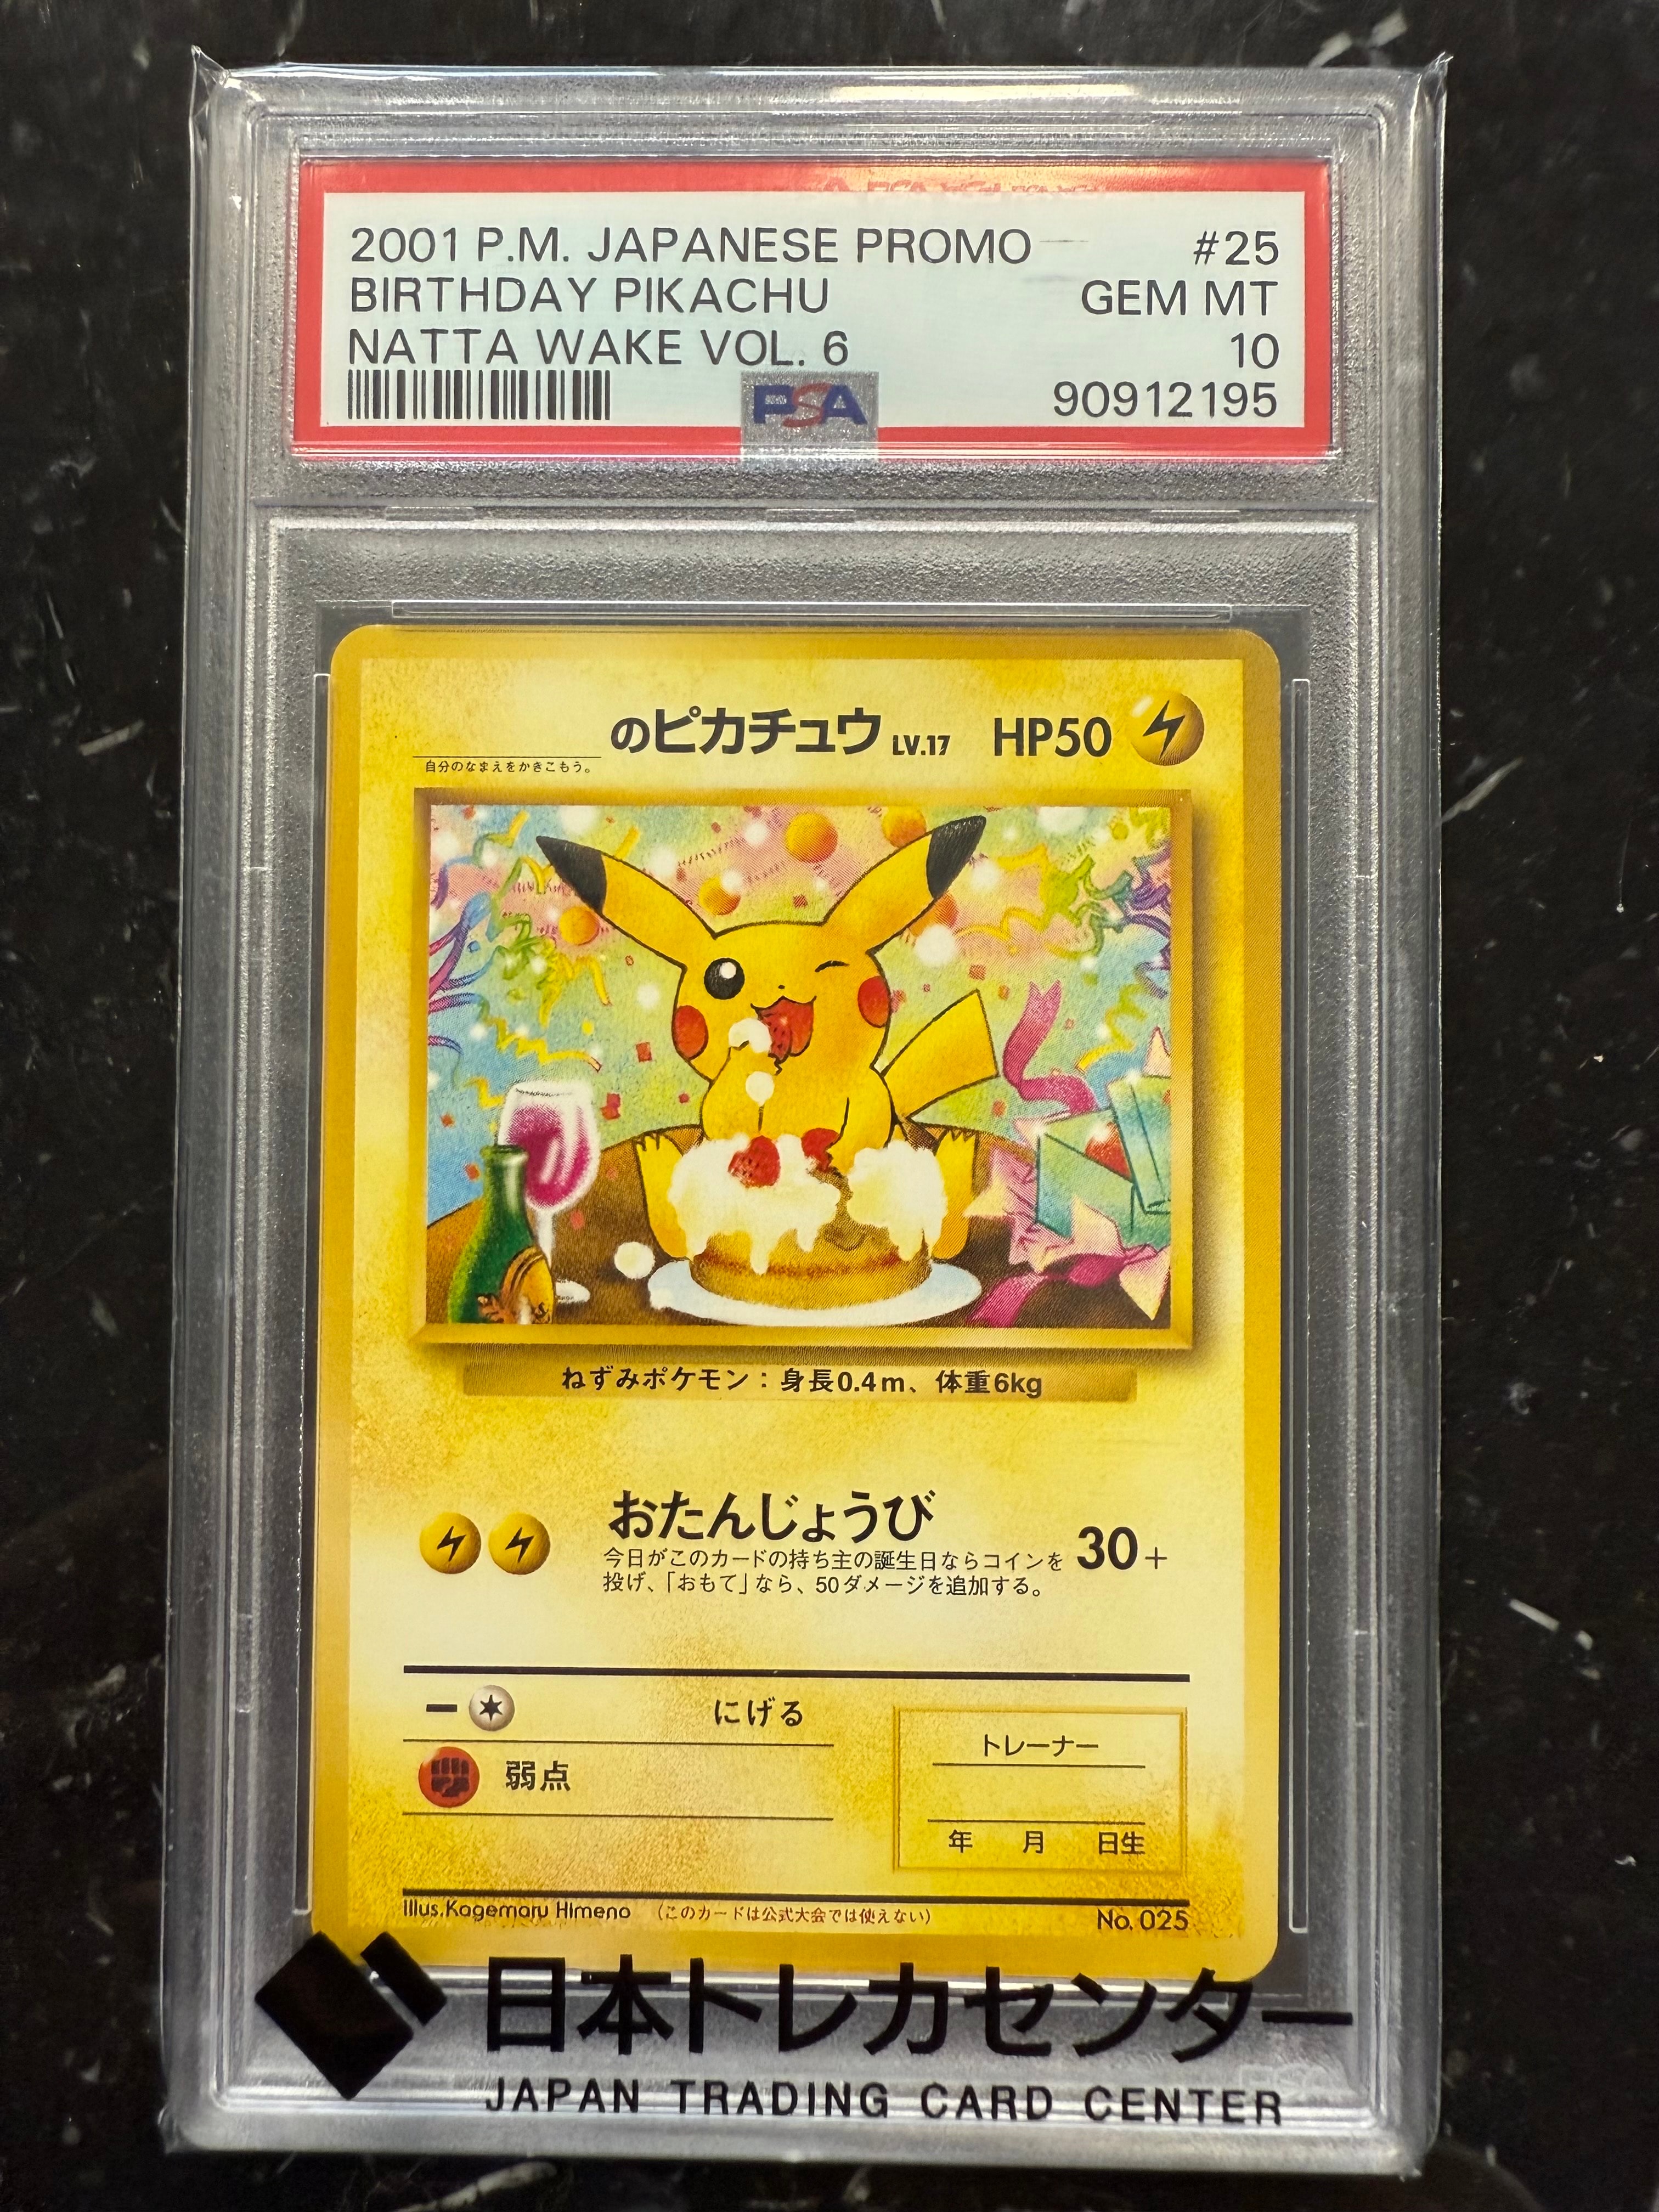 2001 P.M. JAPANESE PROMO #25
BIRTHDAY PIKACHU GEM MT
NATTA WAKE VOL. 6 10
PSA 90912195
のピカチュウ LV.17 HP50
自分のなまえをかきこもう。
ねずみポケモン：身長0.4m、体重6kg
おたんじょうび 30+
今日がこのカードの持ち主の誕生日ならコインを
投げ、「おもて」なら、50ダメージを追加する。
にげる
トレーナー
弱点
年 月 日生
Illus.Kagemaru Himeno （このカードは公式大会では使えない） No. 025
日本トレカセンター
JAPAN TRADING CARD CENTER